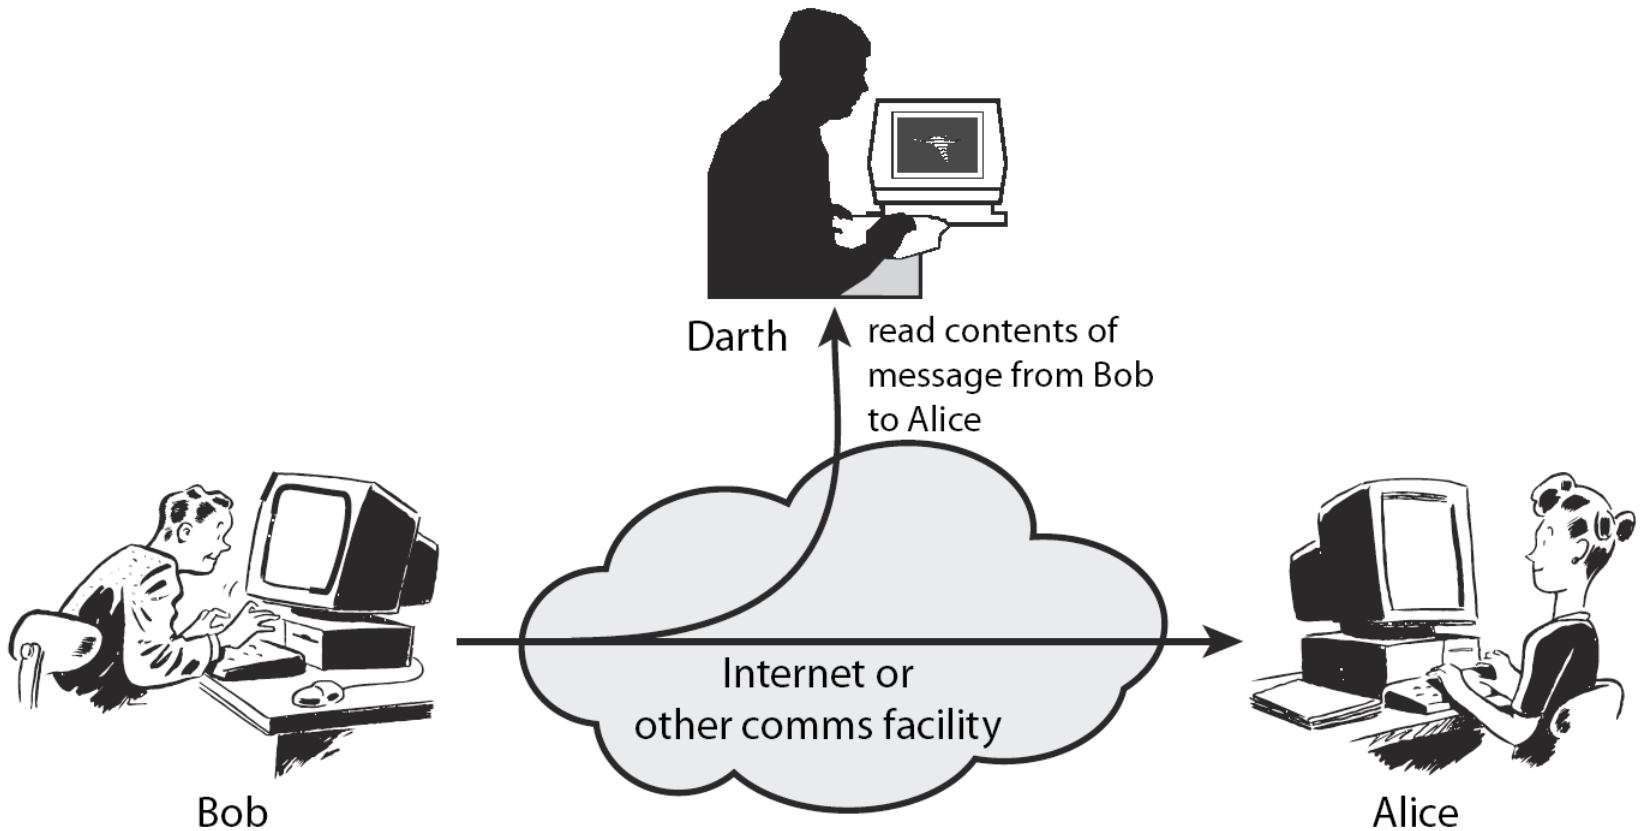 Darth
read contents of
message from Bob
to Alice
Internet or
other comms facility
Bob
Alice